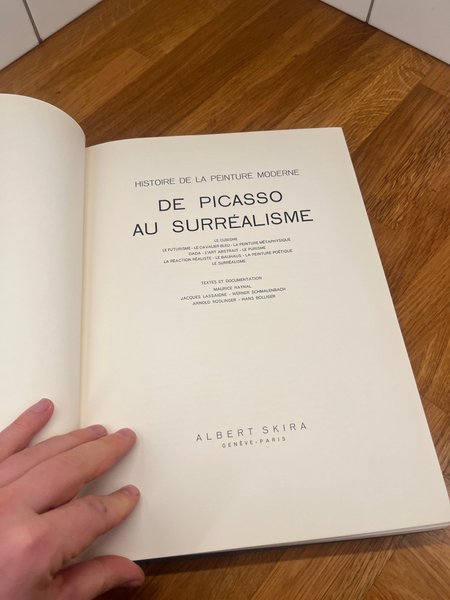 HISTOIRE DE LA PEINTURE MODERNE
DE PICASSO
AU SURRÉALISME
LE CUBISME
LE FUTURISME - LE CAVALIER BLEU - LA PEINTURE MÉTAPHYSIQUE
DADA - L'ART ABSTRAIT - LE PURISME
LA RÉACTION RÉALISTE - LE BAUHAUS - LA PEINTURE POÉTIQUE
LE SURRÉALISME
TEXTES ET DOCUMENTATION
MAURICE RAYNAL
JACQUES LASSAIGNE - WERNER SCHMALENBACH
ARNOLD RÜDLINGER - HANS BOLLIGER
ALBERT SKIRA
GENÈVE - PARIS